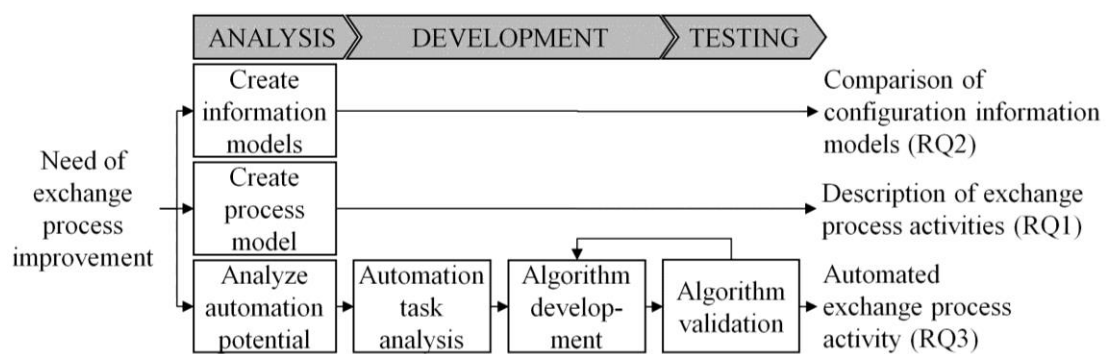 ANALYSIS
DEVELOPMENT
TESTING
Need of
exchange
process
improvement
Create
information
models
Comparison of
configuration information
models (RQ2)
Create
process
model
Description of exchange
process activities (RQ1)
Analyze
automation
potential
Automation
task
analysis
Algorithm
develop-
ment
Algorithm
validation
Automated
exchange process
activity (RQ3)